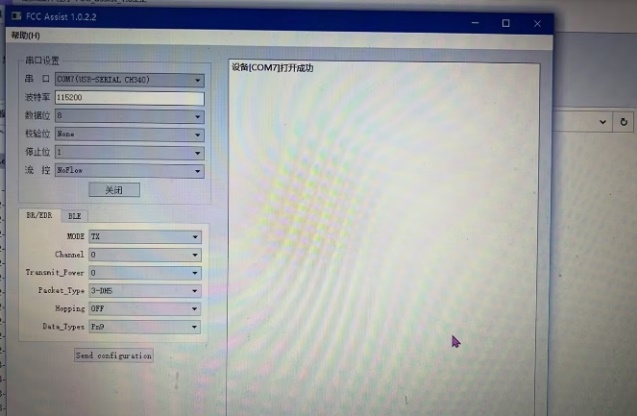 FCC Assist 1.0.2.2
帮助(H)
串口设置
串 口 COM7(USB-SERIAL CH340)
波特率 115200
数据位 8
校验位 None
停止位 1
流 控 NoFlow
关闭
设备[COM7]打开成功
BR/EDR BLE
MODE TX
Channel 0
Transmit_Power 0
Packet_Type 3-DH5
Hopping OFF
Data_Types Pn9
Send configuration